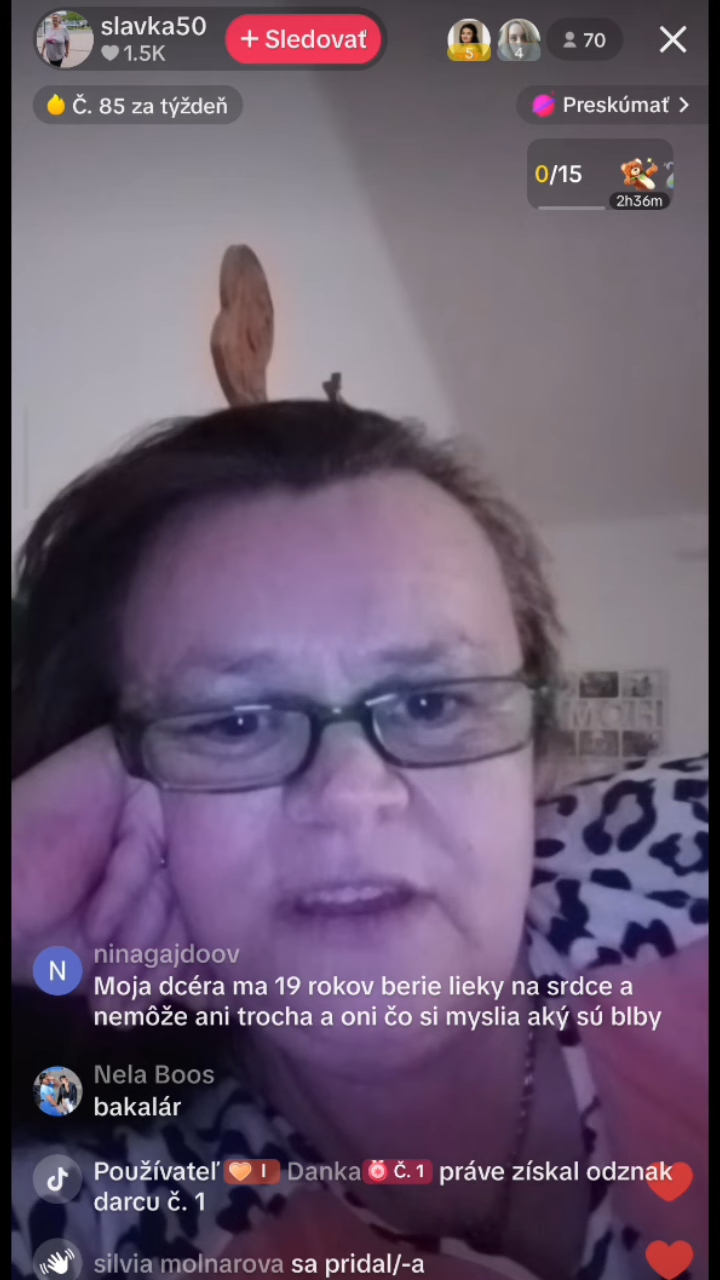 slavka50
1.5K
+ Sledovať
5
4
70
Č. 85 za týždeň
Preskúmať
0/15
2h36m
ninagajdoov
N
Moja dcéra ma 19 rokov berie lieky na srdce a
nemôže ani trocha a oni čo si myslia aký sú blby
Nela Boos
bakalár
Používateľ I Danka Č. 1 práve získal odznak
darcu č. 1
silvia molnarova sa pridal/-a